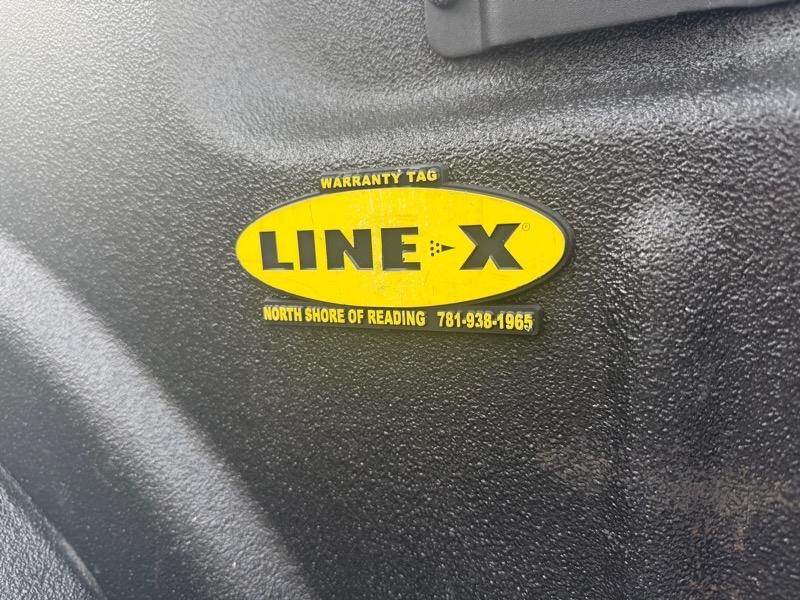 WARRANTY TAG
LINE-X®
NORTH SHORE OF READING 781-938-1965